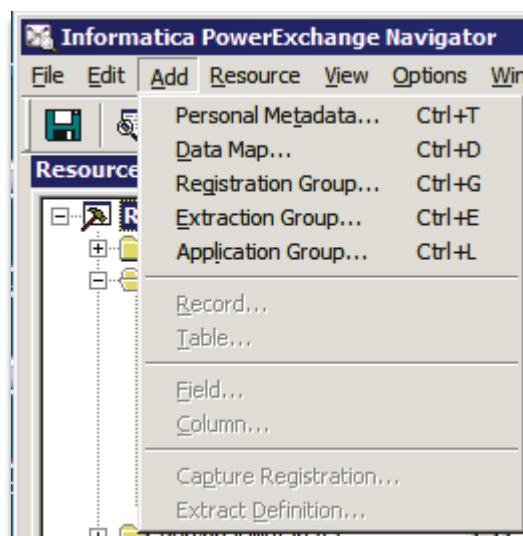 Informatica PowerExchange Navigator
File Edit Add Resource View Options Wir
Personal Metadata... Ctrl+T
Data Map... Ctrl+D
Resource
Registration Group... Ctrl+G
R
Extraction Group... Ctrl+E
Application Group... Ctrl+L
Record...
Table...
Field...
Column...
Capture Registration...
Extract Definition...